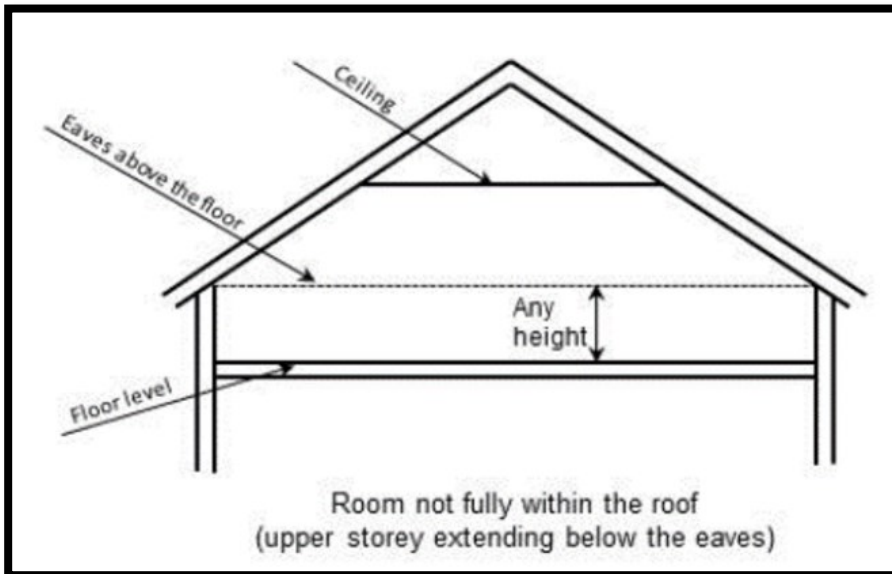 Ceiling
Eaves above the floor
Any
height
Floor level
Room not fully within the roof
(upper storey extending below the eaves)